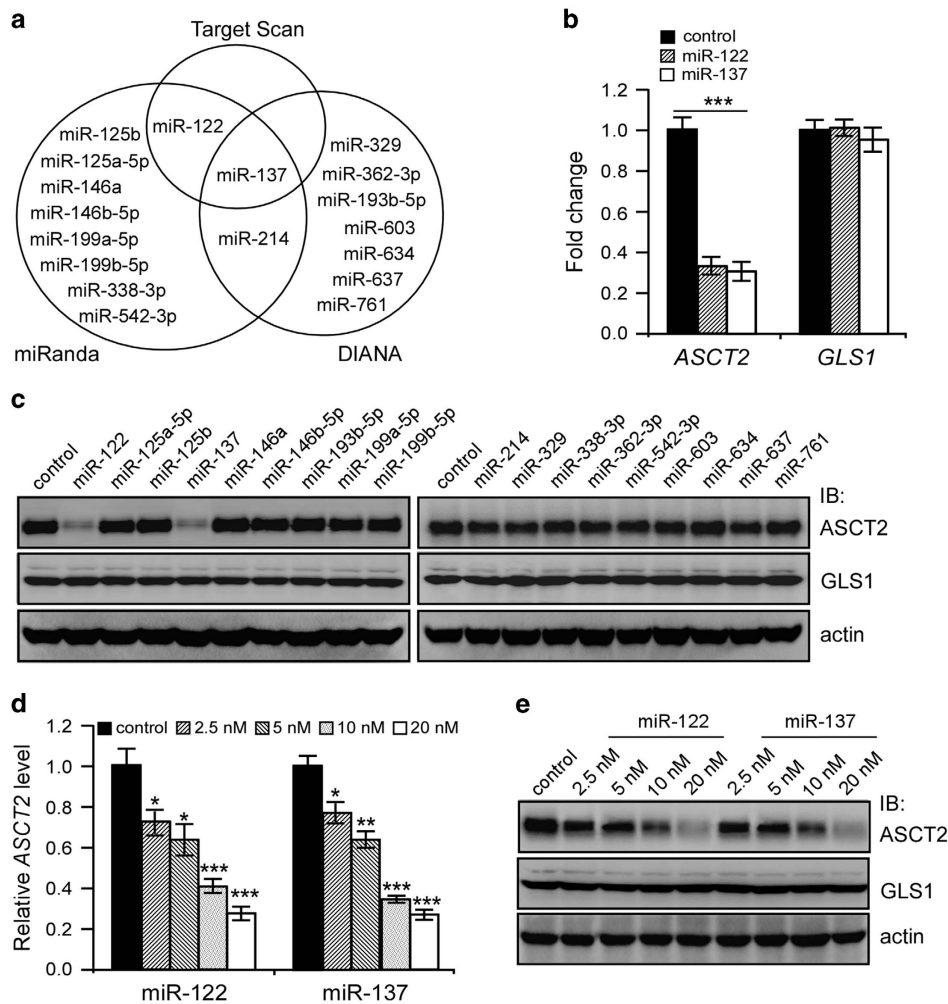 a
Target Scan
miR-122
miR-125b
miR-125a-5p
miR-146a
miR-146b-5p
miR-199a-5p
miR-199b-5p
miR-338-3p
miR-542-3p
miR-137
miR-214
miR-329
miR-362-3p
miR-193b-5p
miR-603
miR-634
miR-637
miR-761
miRanda
DIANA
b
control
miR-122
miR-137
Fold change
1.2
1.0
0.8
0.6
0.4
0.2
0.0
***
ASCT2
GLS1
c
control
miR-122
miR-125a-5p
miR-125b
miR-137
miR-146a
miR-146b-5p
miR-193b-5p
miR-199a-5p
miR-199b-5p
control
miR-214
miR-329
miR-338-3p
miR-362-3p
miR-542-3p
miR-603
miR-634
miR-637
miR-761
IB:
ASCT2
GLS1
actin
d
control 2.5 nM 5 nM 10 nM 20 nM
Relative ASCT2 level
1.2
1.0
0.8
0.6
0.4
0.2
0.0
*
*
***
***
*
**
***
***
miR-122
miR-137
e
miR-122
miR-137
control
2.5 nM
5 nM
10 nM
20 nM
2.5 nM
5 nM
10 nM
20 nM
IB:
ASCT2
GLS1
actin